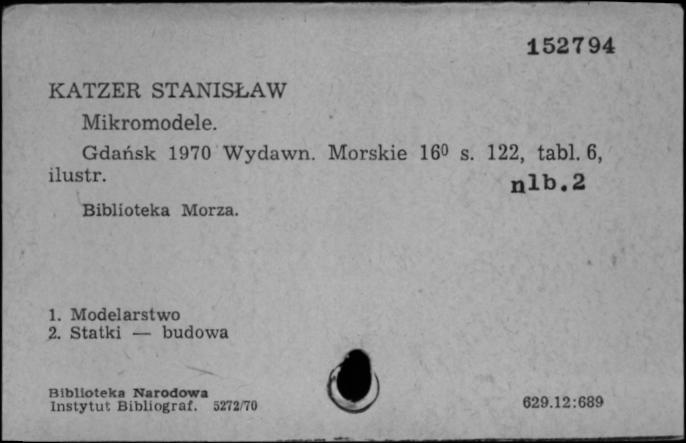 152794
KATZER STANISŁAW
Mikromodele.
Gdańsk 1970 Wydawn. Morskie 16⁰ s. 122, tabl. 6,
ilustr.
nlb.2
Biblioteka Morza.
1. Modelarstwo
2. Statki — budowa
Biblioteka Narodowa
Instytut Bibliograf. 5272/70
629.12:689